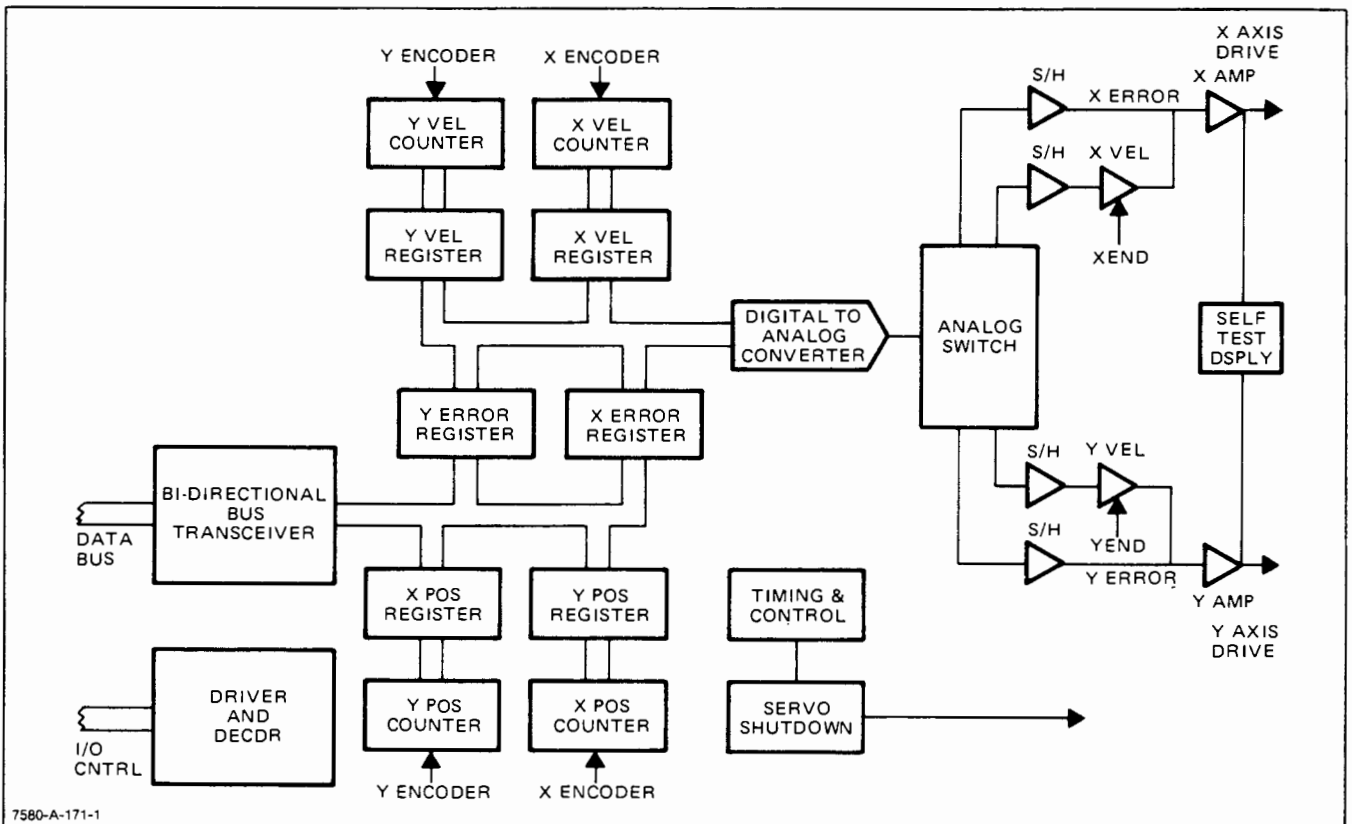 Y ENCODER
X ENCODER
Y VEL
COUNTER
X VEL
COUNTER
Y VEL
REGISTER
X VEL
REGISTER
Y ERROR
REGISTER
X ERROR
REGISTER
DIGITAL TO
ANALOG
CONVERTER
ANALOG
SWITCH
S/H
X ERROR
X AXIS
DRIVE
X AMP
S/H
X VEL
XEND
SELF
TEST
DSPLY
S/H
Y VEL
YEND
S/H
Y ERROR
Y AMP
Y AXIS
DRIVE
BI-DIRECTIONAL
BUS
TRANSCEIVER
DATA
BUS
X POS
REGISTER
Y POS
REGISTER
TIMING &
CONTROL
DRIVER
AND
DECDR
I/O
CNTRL
Y POS
COUNTER
X POS
COUNTER
SERVO
SHUTDOWN
Y ENCODER
X ENCODER
7580-A-171-1